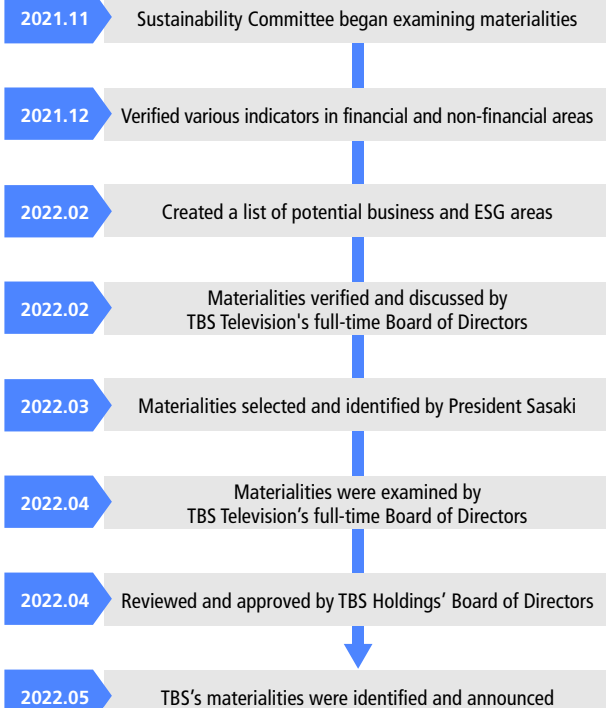 2021.11 Sustainability Committee began examining materialities
2021.12 Verified various indicators in financial and non-financial areas
2022.02 Created a list of potential business and ESG areas
2022.02 Materialities verified and discussed by
TBS Television's full-time Board of Directors
2022.03 Materialities selected and identified by President Sasaki
2022.04 Materialities were examined by
TBS Television’s full-time Board of Directors
2022.04 Reviewed and approved by TBS Holdings’ Board of Directors
2022.05 TBS’s materialities were identified and announced